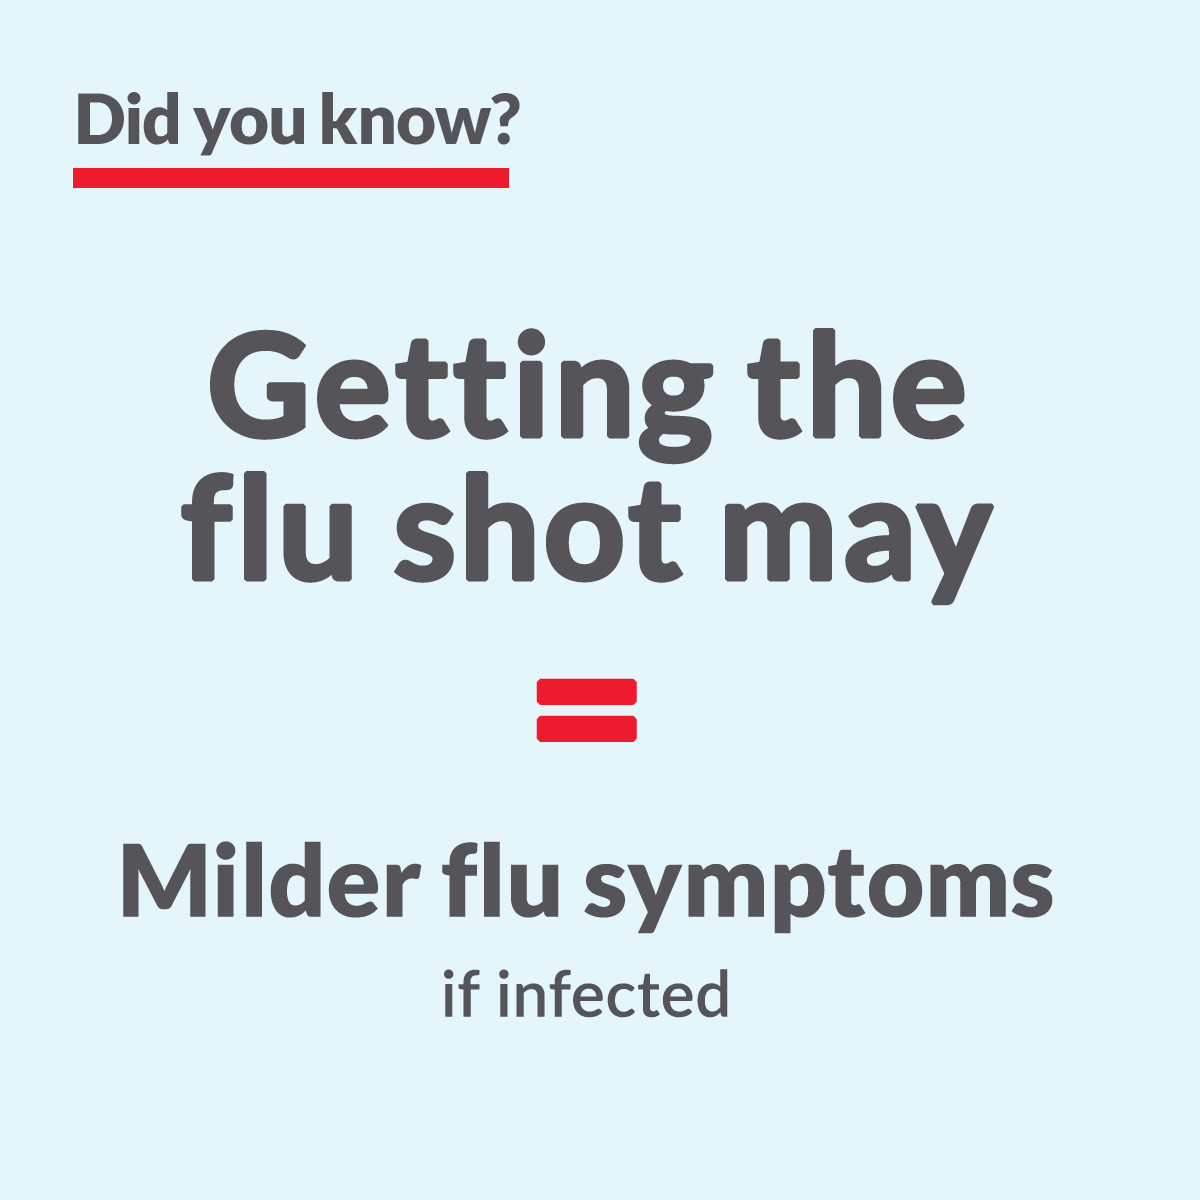 Did you know?
Getting the
flu shot may
=
Milder flu symptoms
if infected